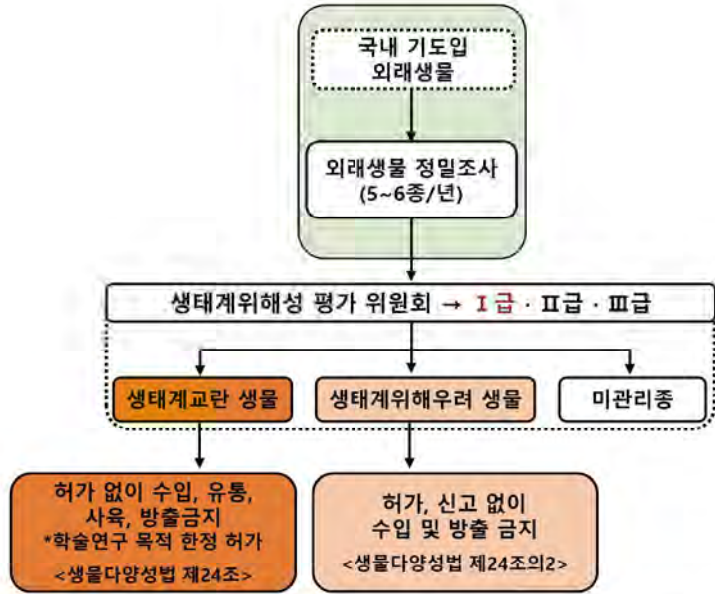 국내 기도입
외래생물
외래생물 정밀조사
(5~6종/년)
생태계위해성 평가 위원회 → Ⅰ급 · Ⅱ급 · Ⅲ급
생태계교란 생물
생태계위해우려 생물
미관리종
허가 없이 수입, 유통,
사육, 방출금지
*학술연구 목적 한정 허가
<생물다양성법 제24조>
허가, 신고 없이
수입 및 방출 금지
<생물다양성법 제24조의2>